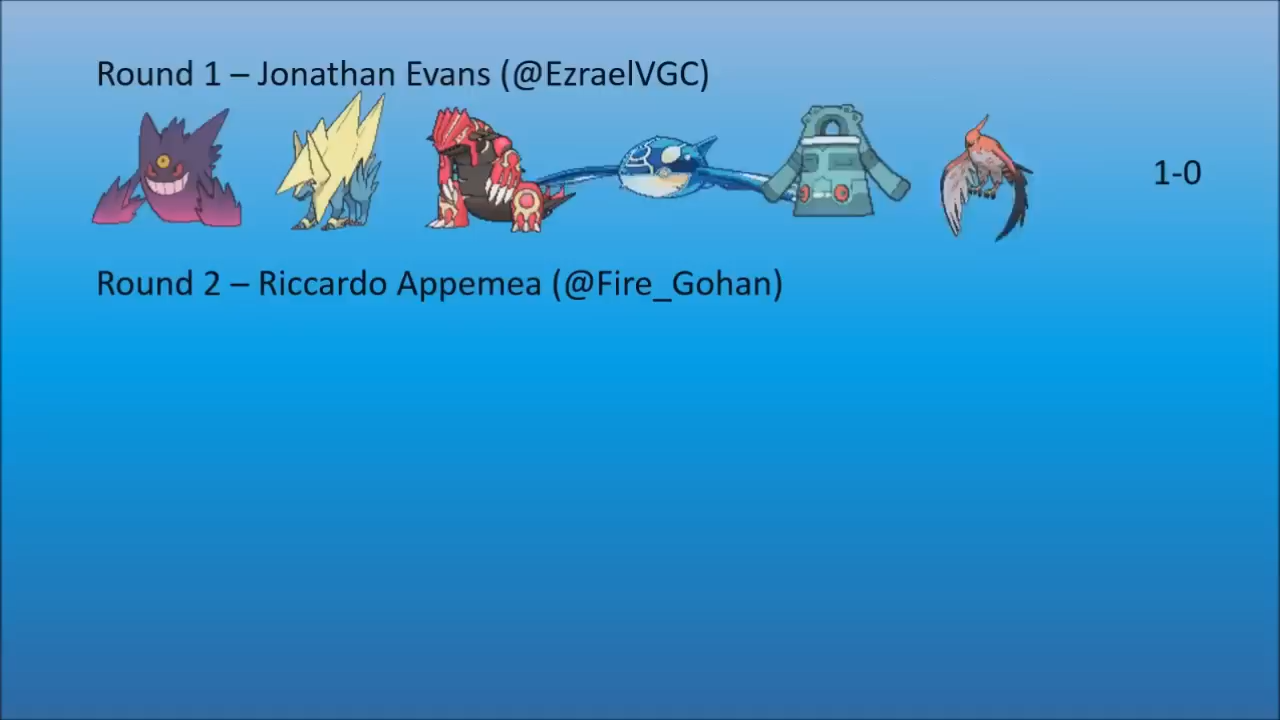 Round 1 – Jonathan Evans (@EzraelVGC)
1-0
Round 2 – Riccardo Appemea (@Fire_Gohan)